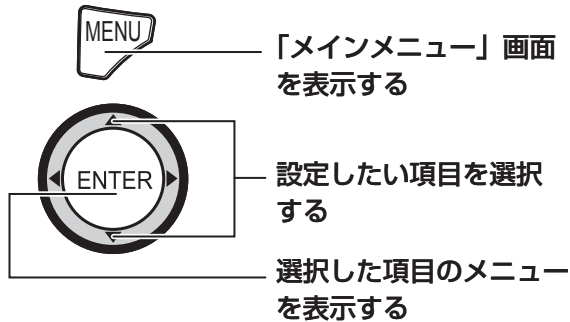 MENU
「メインメニュー」画面
を表示する
ENTER
設定したい項目を選択
する
選択した項目のメニュー
を表示する